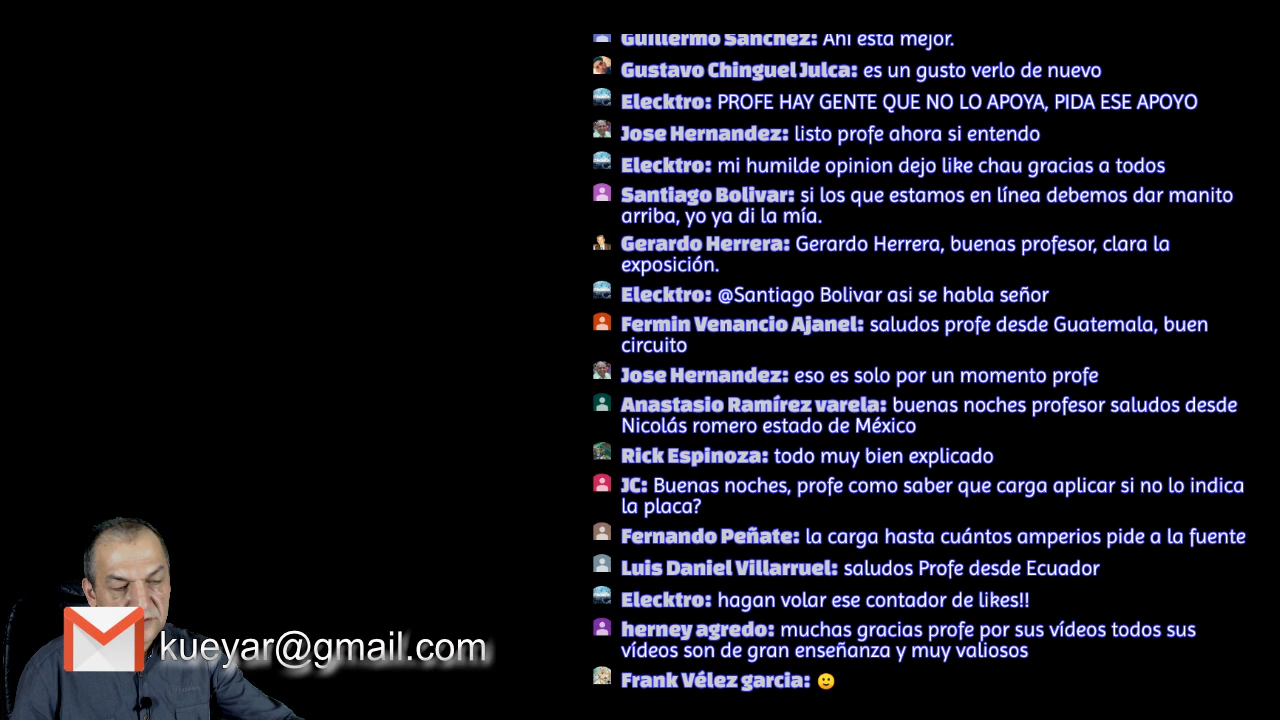 Guillermo Sanchez: Ahi esta mejor.
Gustavo Chinguel Julca: es un gusto verlo de nuevo
Elecktro: PROFE HAY GENTE QUE NO LO APOYA, PIDA ESE APOYO
Jose Hernandez: listo profe ahora si entendo
Elecktro: mi humilde opinion dejo like chau gracias a todos
Santiago Bolivar: si los que estamos en línea debemos dar manito
arriba, yo ya di la mía.
Gerardo Herrera: Gerardo Herrera, buenas profesor, clara la
exposición.
Elecktro: @Santiago Bolivar asi se habla señor
Fermin Venancio Ajanel: saludos profe desde Guatemala, buen
circuito
Jose Hernandez: eso es solo por un momento profe
Anastasio Ramírez varela: buenas noches profesor saludos desde
Nicolás romero estado de México
Rick Espinoza: todo muy bien explicado
JC: Buenas noches, profe como saber que carga aplicar si no lo indica
la placa?
Fernando Peñate: la carga hasta cuántos amperios pide a la fuente
Luis Daniel Villarruel: saludos Profe desde Ecuador
Elecktro: hagan volar ese contador de likes!!
herney agredo: muchas gracias profe por sus vídeos todos sus
vídeos son de gran enseñanza y muy valiosos
Frank Vélez garcia: 🙂
kueyar@gmail.com